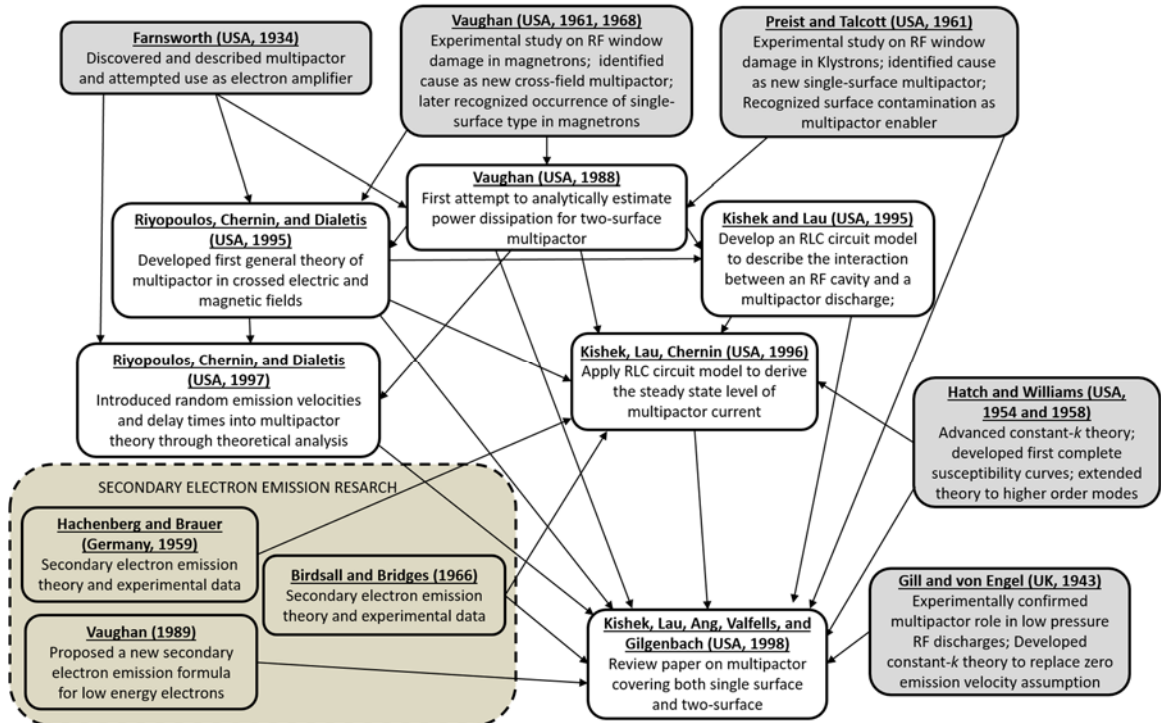 Farnsworth (USA, 1934)
Discovered and described multipactor
and attempted use as electron amplifier
Vaughan (USA, 1961, 1968)
Experimental study on RF window
damage in magnetrons; identified
cause as new cross-field multipactor;
later recognized occurrence of single-
surface type in magnetrons
Preist and Talcott (USA, 1961)
Experimental study on RF window
damage in Klystrons; identified
cause as new single-surface multipactor;
Recognized surface contamination as
multipactor enabler
Vaughan (USA, 1988)
First attempt to analytically estimate
power dissipation for two-surface
multipactor
Riyopoulos, Chernin, and Dialetis
(USA, 1995)
Developed first general theory of
multipactor in crossed electric and
magnetic fields
Kishek and Lau (USA, 1995)
Develop an RLC circuit model
to describe the interaction
between an RF cavity and a
multipactor discharge;
Riyopoulos, Chernin, and Dialetis
(USA, 1997)
Introduced random emission velocities
and delay times into multipactor
theory through theoretical analysis
Kishek, Lau, Chernin (USA, 1996)
Apply RLC circuit model to derive
the steady state level of
multipactor current
Hatch and Williams (USA,
1954 and 1958)
Advanced constant-k theory;
developed first complete
susceptibility curves; extended
theory to higher order modes
SECONDARY ELECTRON EMISSION RESARCH
Hachenberg and Brauer
(Germany, 1959)
Secondary electron emission
theory and experimental data
Birdsall and Bridges (1966)
Secondary electron emission
theory and experimental data
Vaughan (1989)
Proposed a new secondary
electron emission formula
for low energy electrons
Kishek, Lau, Ang, Valfells, and
Gilgenbach (USA, 1998)
Review paper on multipactor
covering both single surface
and two-surface
Gill and von Engel (UK, 1943)
Experimentally confirmed
multipactor role in low pressure
RF discharges; Developed
constant-k theory to replace zero
emission velocity assumption